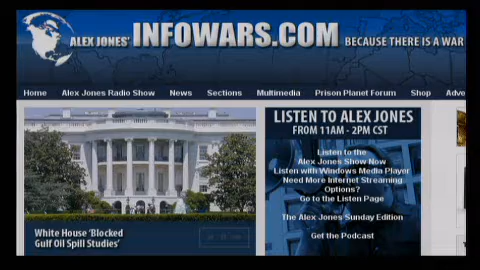 ALEX JONES' INFOWARS.COM BECAUSE THERE IS A WAR
Home Alex Jones Radio Show News Sections Multimedia Prison Planet Forum Shop Adve
LISTEN TO ALEX JONES
FROM 11AM - 2PM CST
Listen to the
Alex Jones Show Now
Listen with Windows Media Player
Need More Internet Streaming
Options?
Go to the Listen Page
The Alex Jones Sunday Edition
Get the Podcast
White House 'Blocked
Gulf Oil Spill Studies'